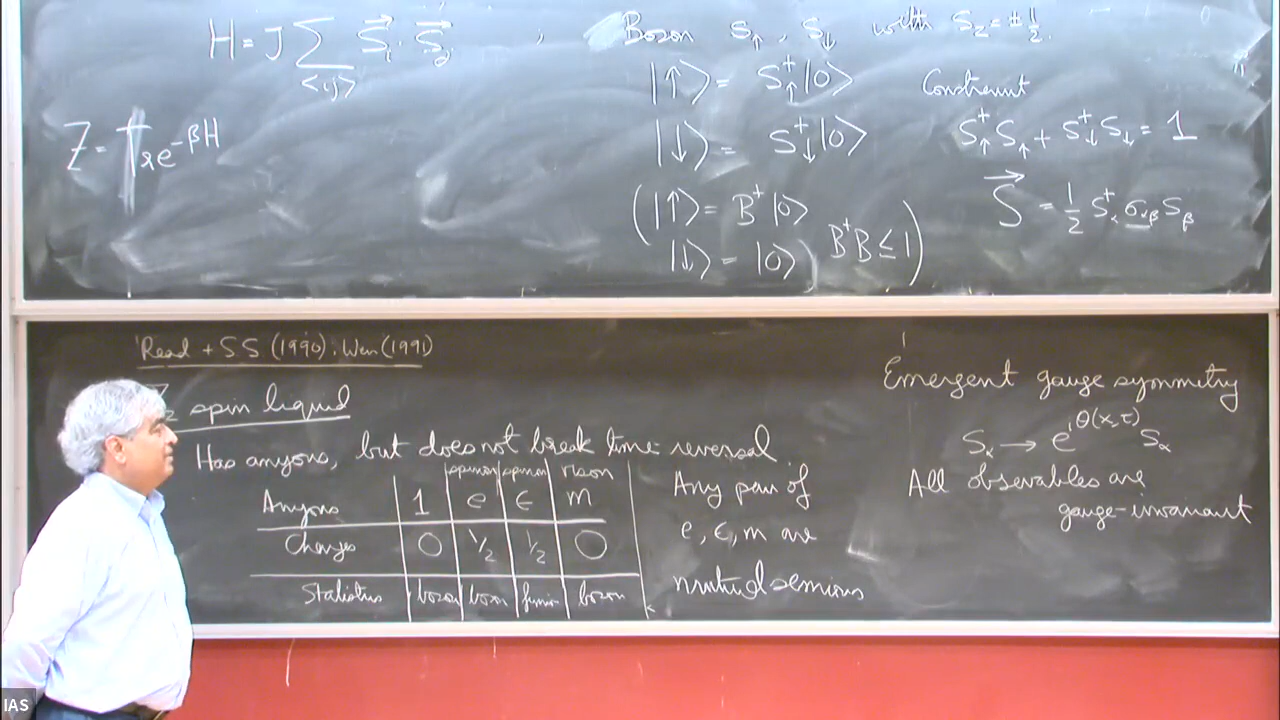 H = J ∑ S⃗ᵢ · S⃗ⱼ ,
<ij>
Z = Tr e^{-βH}
Boson S↑, S↓ with S_Z = ± 1/2.
|↑⟩ = S↑⁺|0⟩
|↓⟩ = S↓⁺|0⟩
(|↑⟩ = B⁺|0⟩
|↓⟩ = |0⟩) B⁺B ≤ 1)
Constraint
S↑⁺S↑ + S↓⁺S↓ = 1
S⃗ = 1/2 S_α⁺ σ_αβ S_β
Read + S.S (1990), Wen (1991)
Z₂ spin liquid
Has anyons, but does not break time-reversal
spinon spinon vison
Anyons 1 e ϵ m
Charges 0 1/2 1/2 0
Statistics boson boson fermion boson
Any pair of
e, ϵ, m are
mutual semions
Emergent gauge symmetry
S_α → e^{iθ(x,τ)} S_α
All observables are
gauge-invariant
IAS